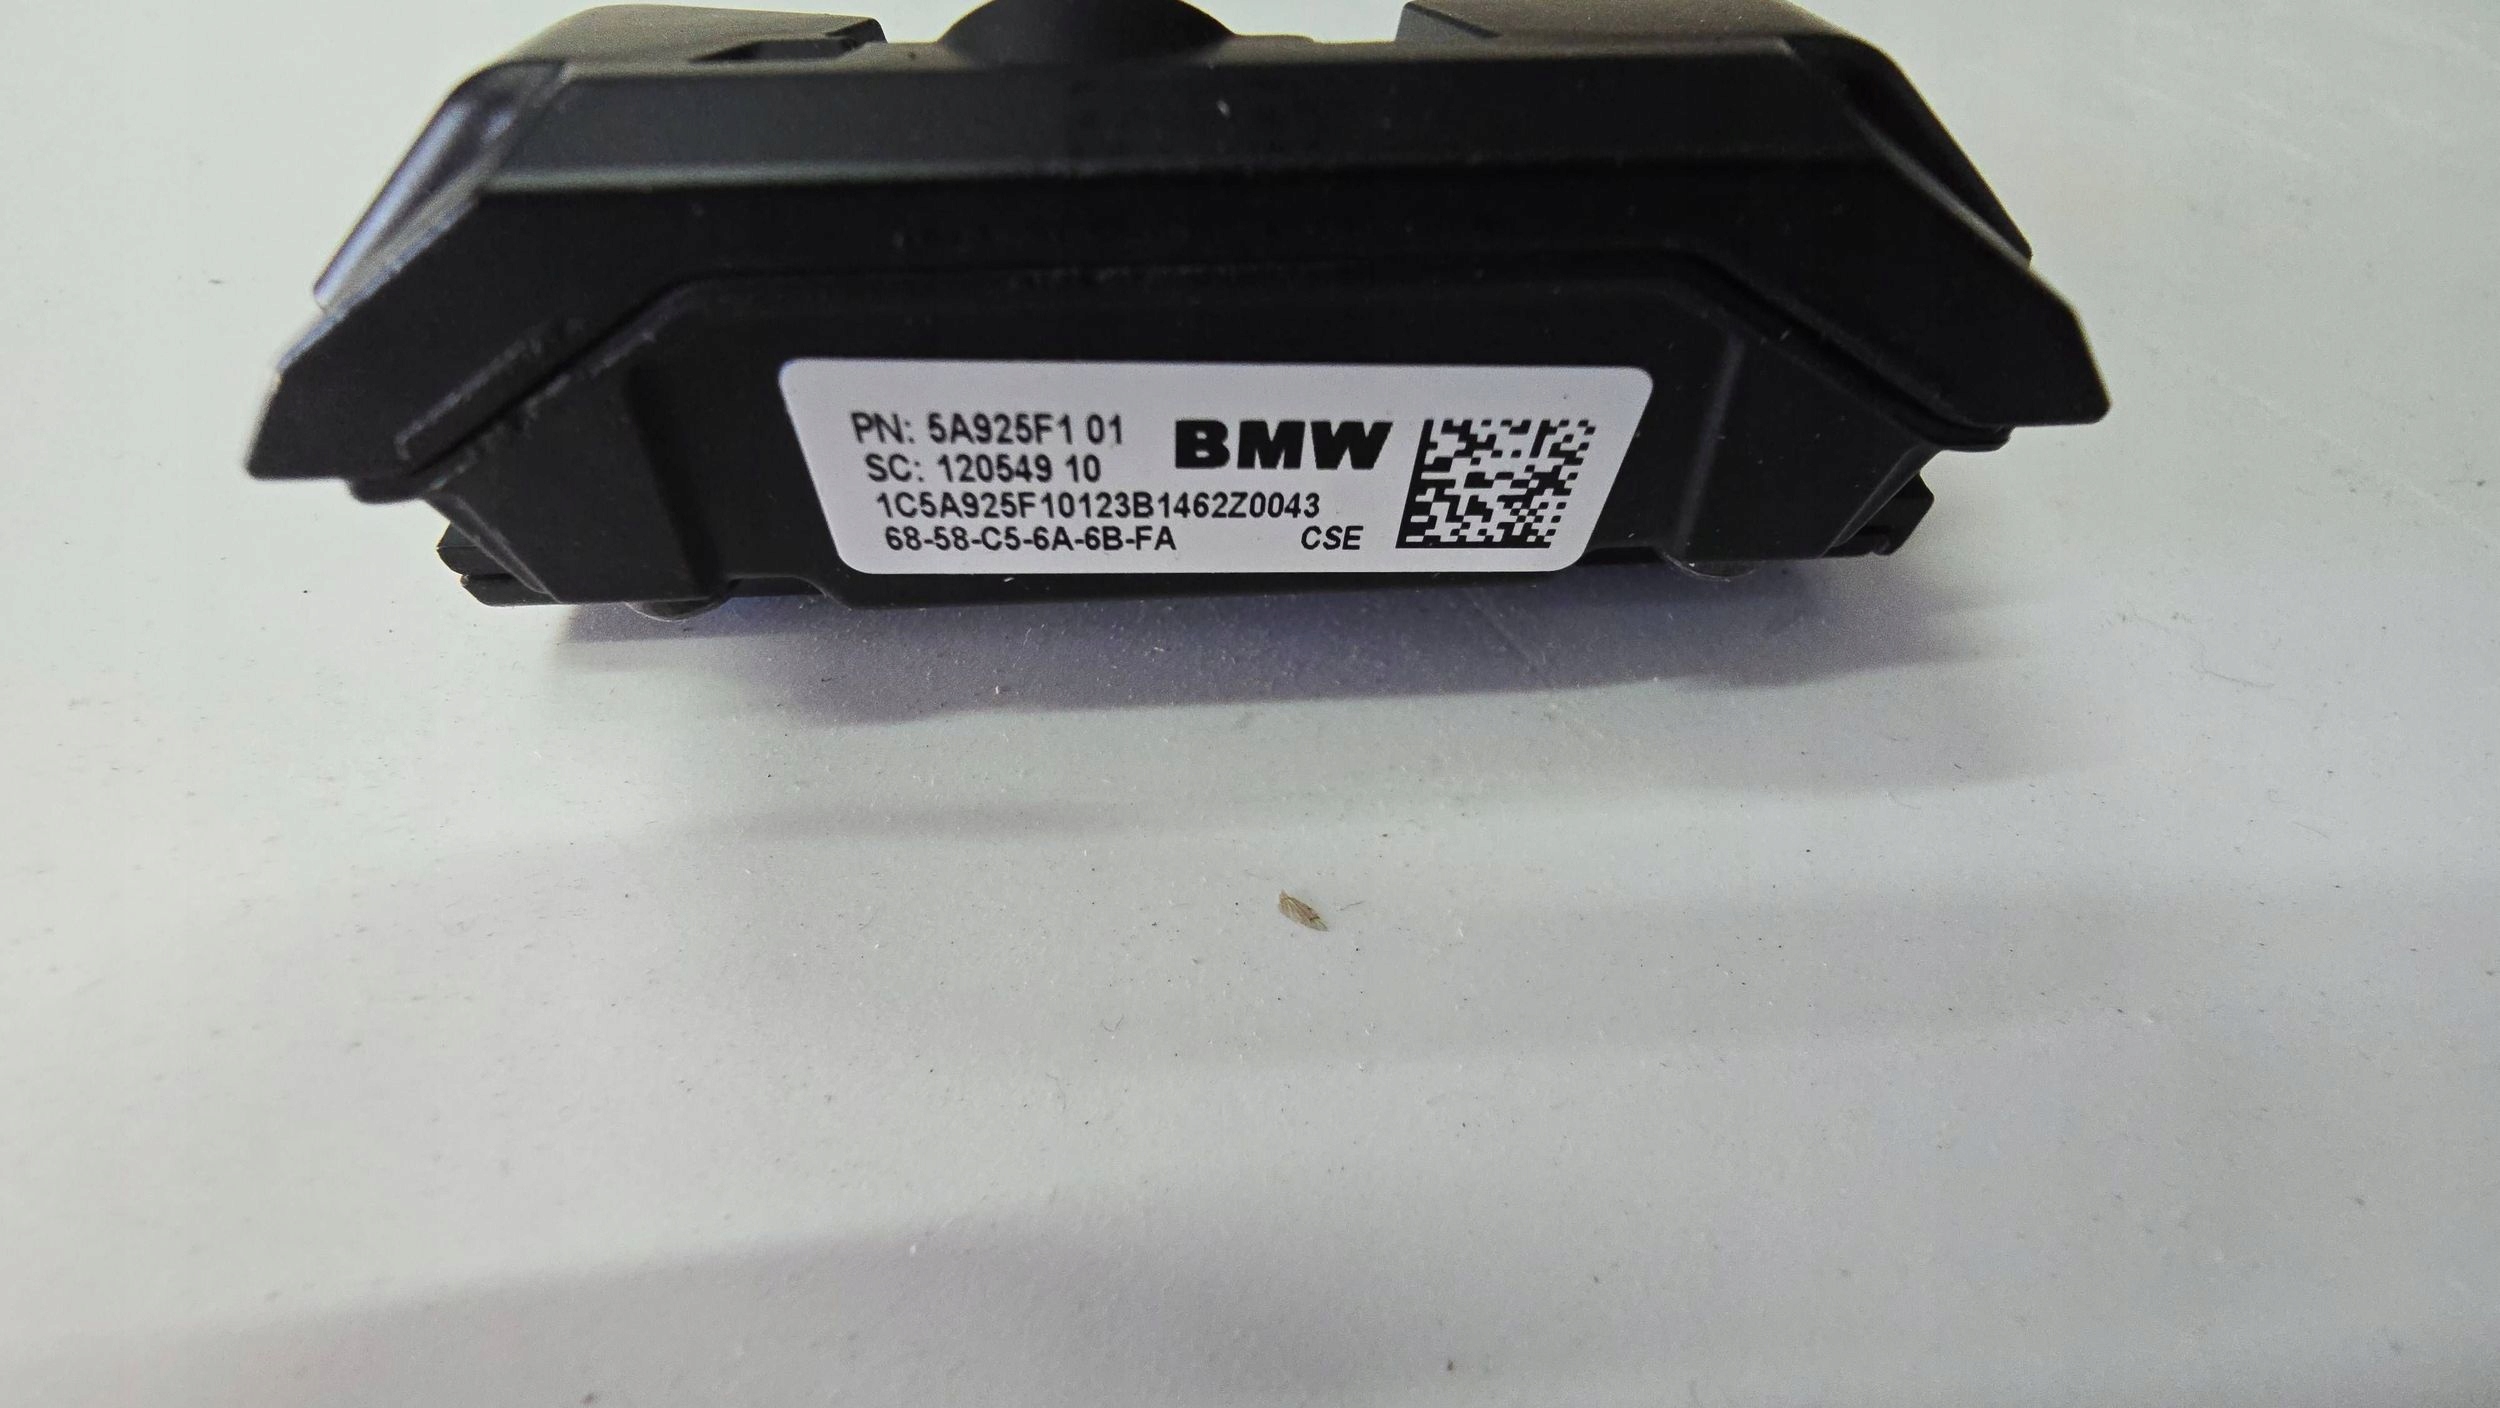 PN: 5A925F1 01 BMW
SC: 120549 10
1C5A925F10123B1462Z0043
68-58-C5-6A-6B-FA CSE